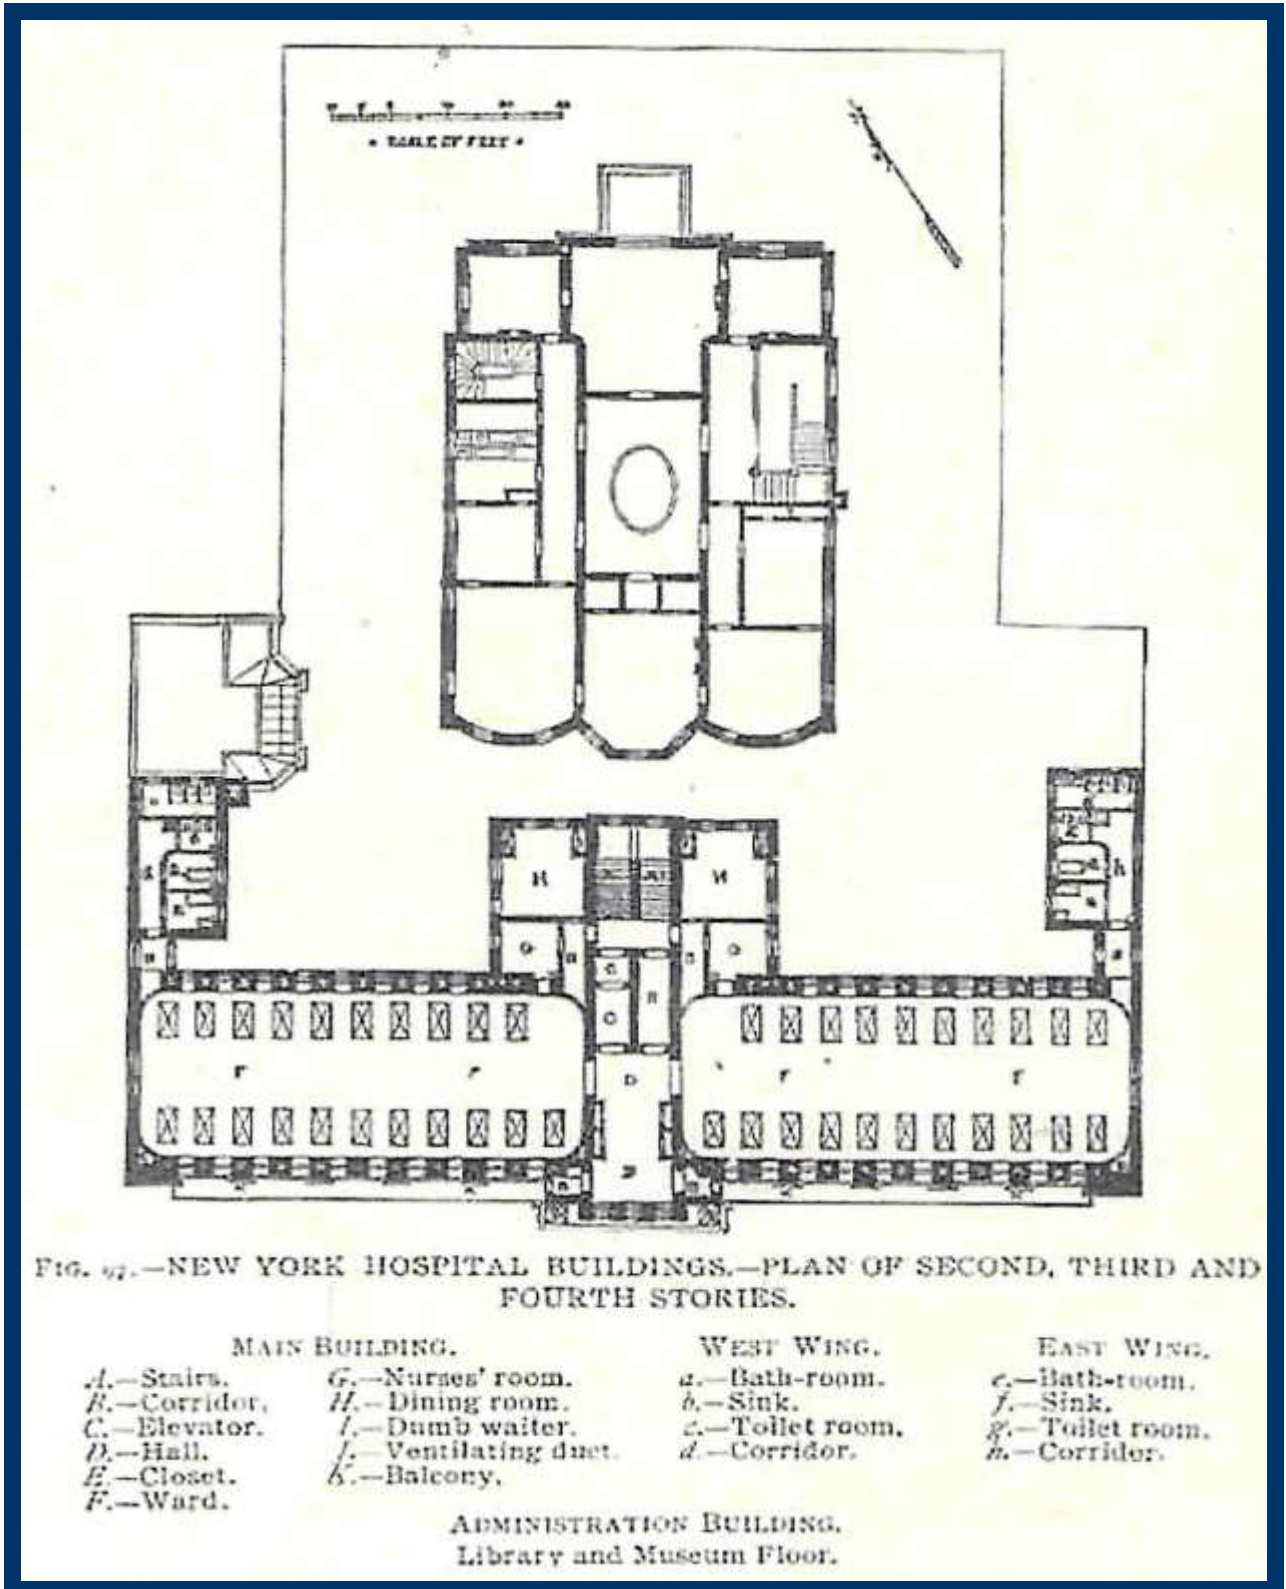 SCALE OF FEET
H
H
G
G
B
C
C
B
F
F
D
F
F
FIG. 97.—NEW YORK HOSPITAL BUILDINGS.—PLAN OF SECOND, THIRD AND
FOURTH STORIES.
MAIN BUILDING.
A.—Stairs.
B.—Corridor.
C.—Elevator.
D.—Hall.
E.—Closet.
F.—Ward.
G.—Nurses' room.
H.—Dining room.
I.—Dumb waiter.
J.—Ventilating duct.
K.—Balcony.
WEST WING.
a.—Bath-room.
b.—Sink.
c.—Toilet room.
d.—Corridor.
EAST WING.
e.—Bath-room.
f.—Sink.
g.—Toilet room.
h.—Corridor.
ADMINISTRATION BUILDING.
Library and Museum Floor.